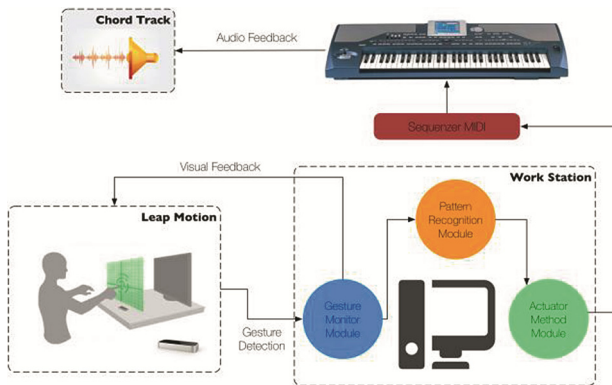 Chord Track
Audio Feedback
Sequenzer MIDI
Visual Feedback
Work Station
Leap Motion
Pattern
Recognition
Module
Gesture
Monitor
Module
Actuator
Method
Module
Gesture
Detection